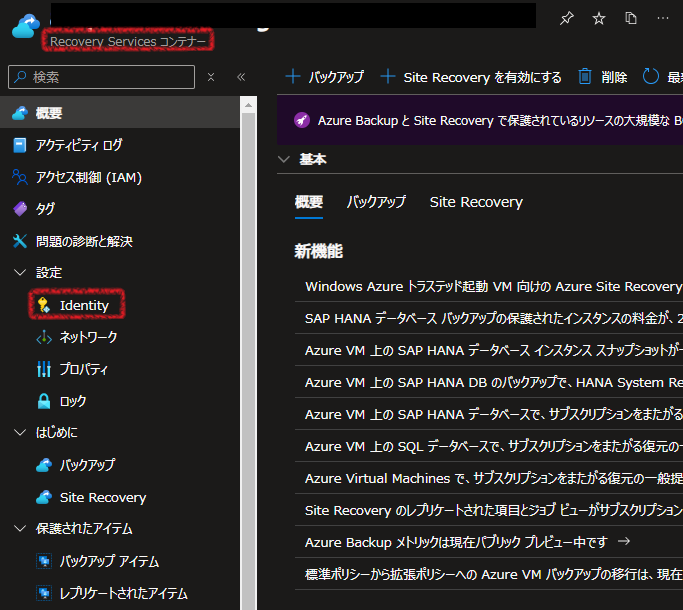 Recovery Services コンテナー
検索
バックアップ
Site Recovery を有効にする
削除
最
概要
Azure Backup と Site Recovery で保護されているリソースの大規模な B
アクティビティ ログ
基本
アクセス制御 (IAM)
タグ
概要
バックアップ
Site Recovery
問題の診断と解決
新機能
設定
Windows Azure トラステッド起動 VM 向けの Azure Site Recovery
Identity
SAP HANA データベース バックアップの保護されたインスタンスの料金が、2
ネットワーク
Azure VM 上の SAP HANA データベース インスタンス スナップショットが一
プロパティ
Azure VM 上の SAP HANA DB のバックアップで、HANA System Re
ロック
Azure VM 上の SAP HANA データベースで、サブスクリプションをまたがる
はじめに
Azure VM 上の SQL データベースで、サブスクリプションをまたがる復元の一
バックアップ
Azure Virtual Machines で、サブスクリプションをまたがる復元の一般提
Site Recovery
Site Recovery のレプリケートされた項目とジョブ ビューがサブスクリプション
保護されたアイテム
Azure Backup メトリックは現在パブリック プレビュー中です →
バックアップ アイテム
標準ポリシーから拡張ポリシーへの Azure VM バックアップの移行は、現在
レプリケートされたアイテム